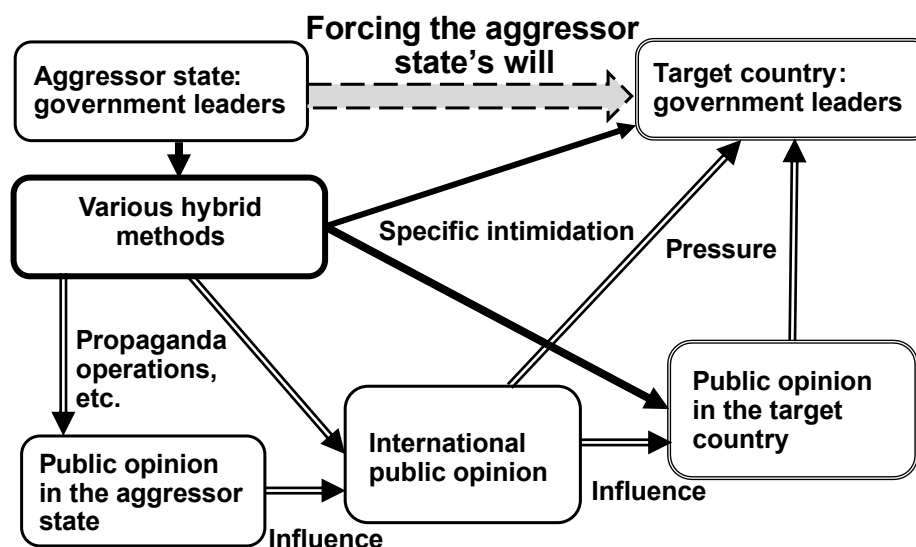 Forcing the aggressor
state’s will
Aggressor state:
government leaders
Target country:
government leaders
Various hybrid
methods
Specific intimidation
Pressure
Propaganda
operations,
etc.
Public opinion
in the target
country
International
public opinion
Public opinion
in the aggressor
state
Influence
Influence